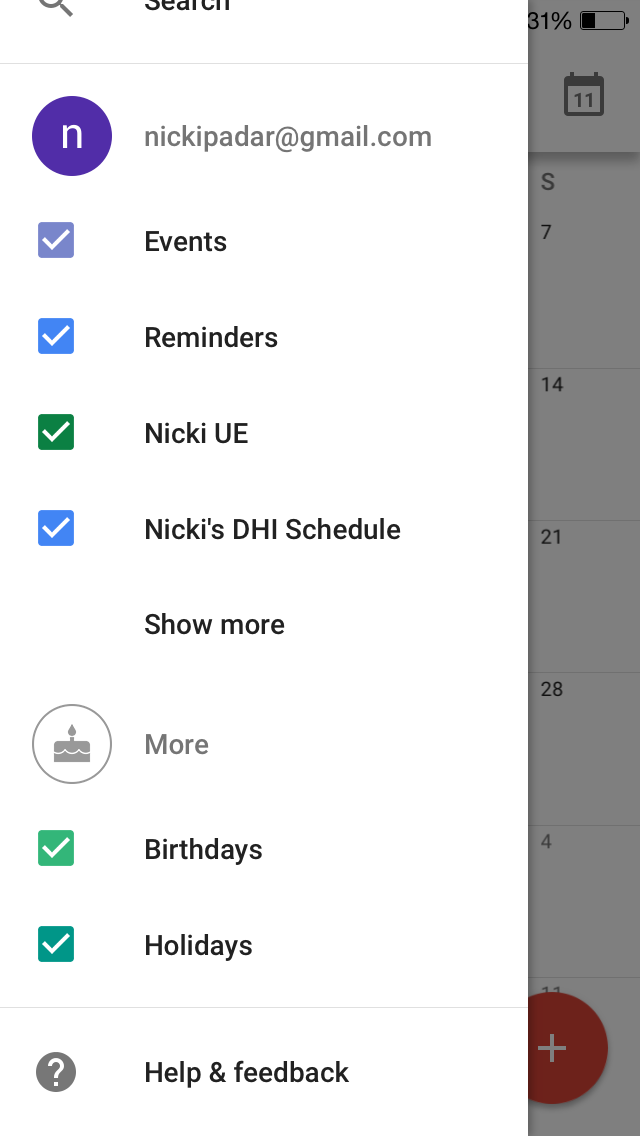 Search
31%
11
n
nickipadar@gmail.com
S
7
Events
Reminders
14
Nicki UE
Nicki's DHI Schedule
21
Show more
28
More
Birthdays
4
Holidays
11
Help & feedback